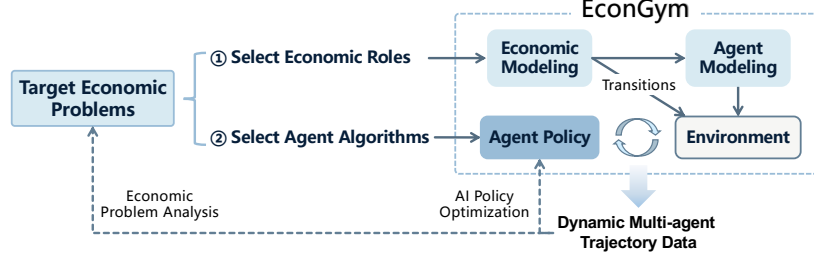 EconGym
① Select Economic Roles
Economic
Modeling
Agent
Modeling
Transitions
Target Economic
Problems
② Select Agent Algorithms
Agent Policy
Environment
Economic
Problem Analysis
AI Policy
Optimization
Dynamic Multi-agent
Trajectory Data